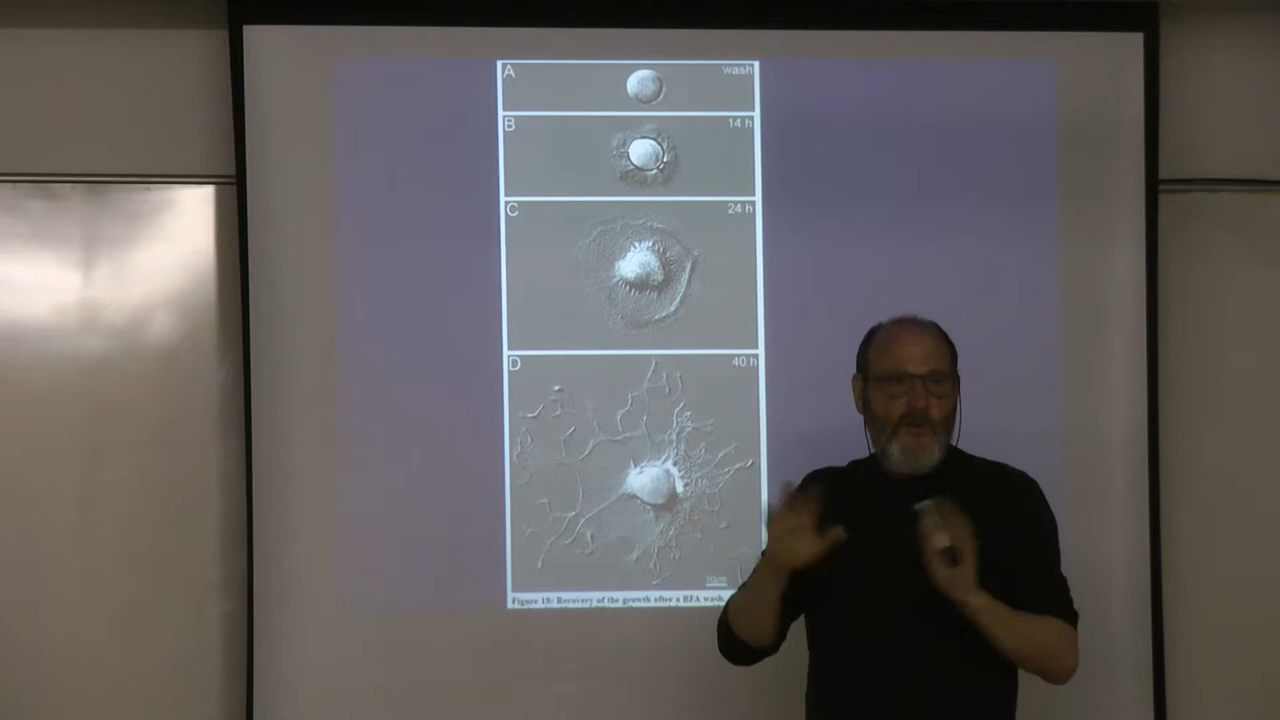 A wash
B 14 h
C 24 h
D 40 h
Figure 18: Recovery of the growth after a BFA wash.